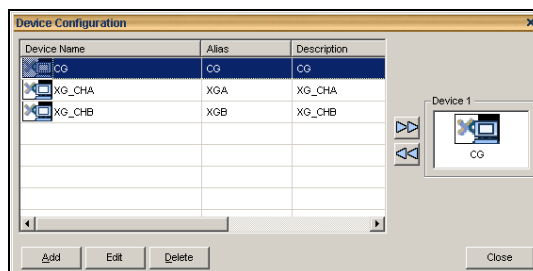 Device Configuration
Device Name Alias Description
CG CG CG
XG_CHA XGA XG_CHA
XG_CHB XGB XG_CHB
Device 1
CG
Add Edit Delete Close